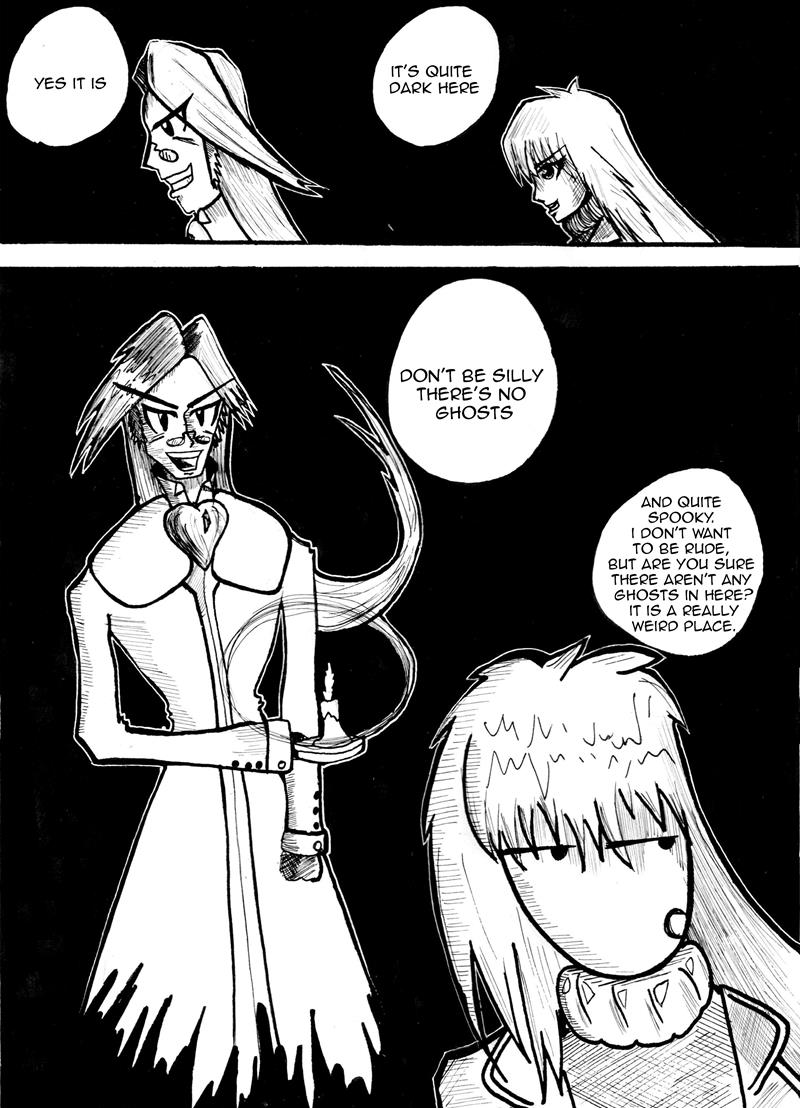 IT'S QUITE
DARK HERE
YES IT IS
AND QUITE
SPOOKY.
I DON'T WANT
TO BE RUDE,
BUT ARE YOU SURE
THERE AREN'T ANY
GHOSTS IN HERE?
IT IS A REALLY
WEIRD PLACE.
DON'T BE SILLY
THERE'S NO
GHOSTS